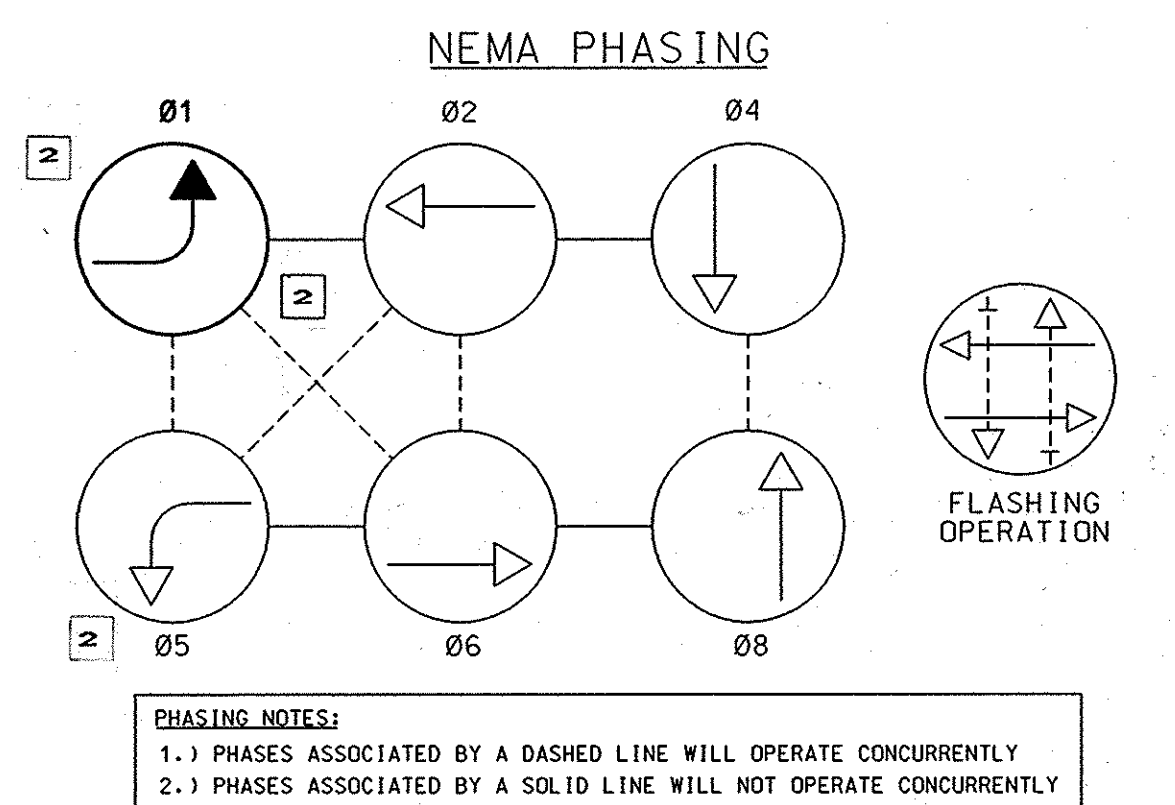 NEMA PHASING
Ø1
Ø2
Ø4
2
2
FLASHING
OPERATION
2
Ø5
Ø6
Ø8
PHASING NOTES:
1.) PHASES ASSOCIATED BY A DASHED LINE WILL OPERATE CONCURRENTLY
2.) PHASES ASSOCIATED BY A SOLID LINE WILL NOT OPERATE CONCURRENTLY